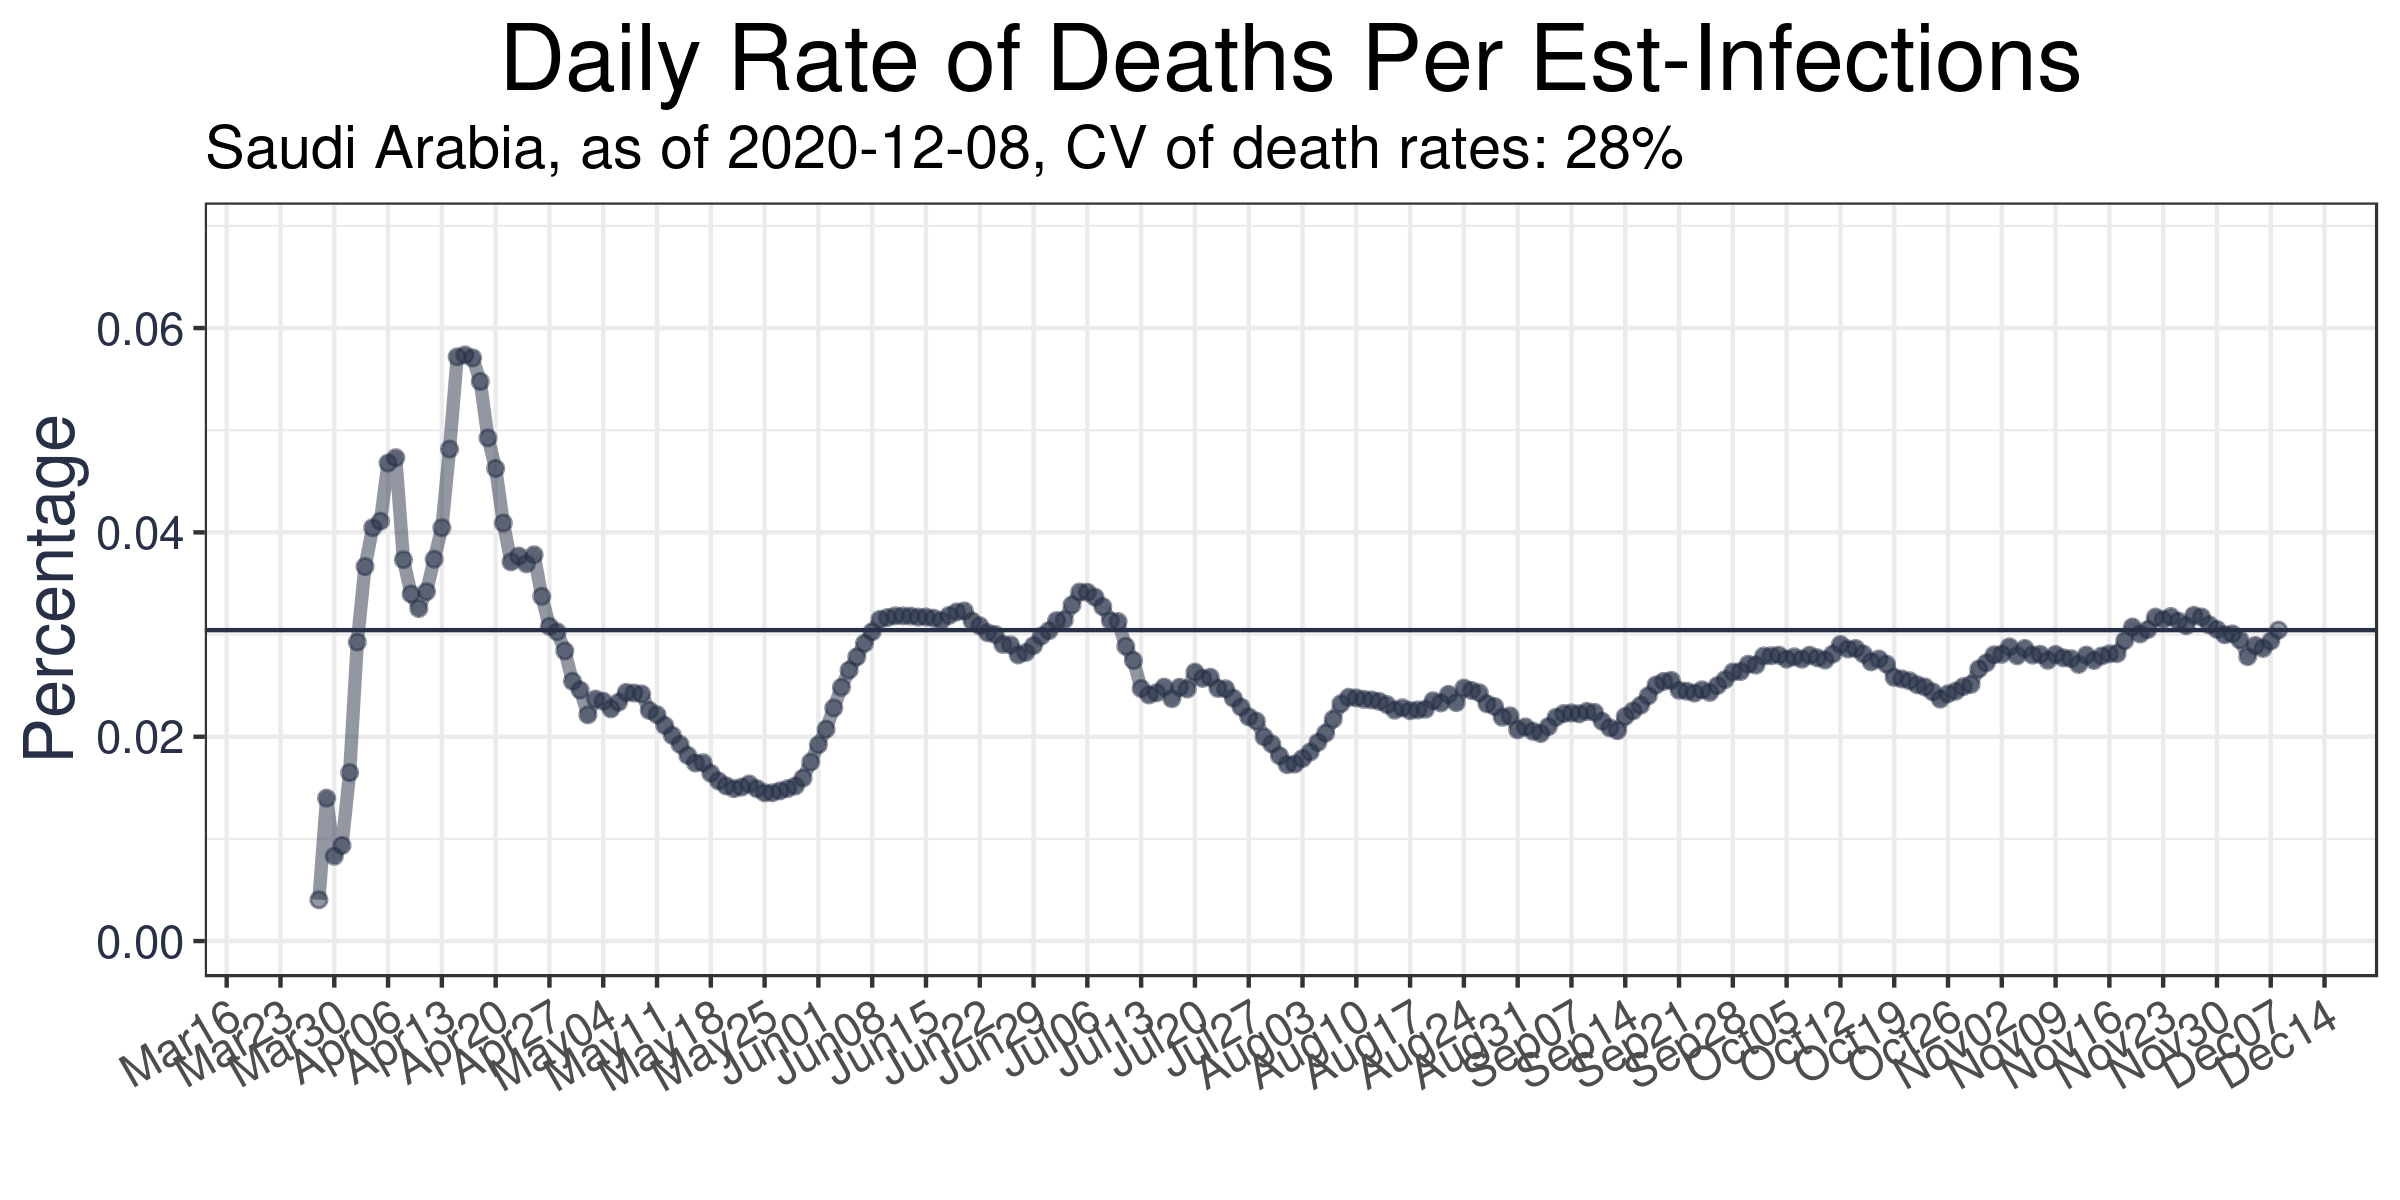 Daily Rate of Deaths Per Est-Infections
Saudi Arabia, as of 2020-12-08, CV of death rates: 28%
Percentage
0.06
0.04
0.02
0.00
Mar16
Mar23
Mar30
Apr06
Apr13
Apr20
Apr27
May04
May11
May18
May25
Jun01
Jun08
Jun15
Jun22
Jun29
Jul06
Jul13
Jul20
Jul27
Aug03
Aug10
Aug17
Aug24
Aug31
Sep07
Sep14
Sep21
Sep28
Oct05
Oct12
Oct19
Oct26
Nov02
Nov09
Nov16
Nov23
Nov30
Dec07
Dec14